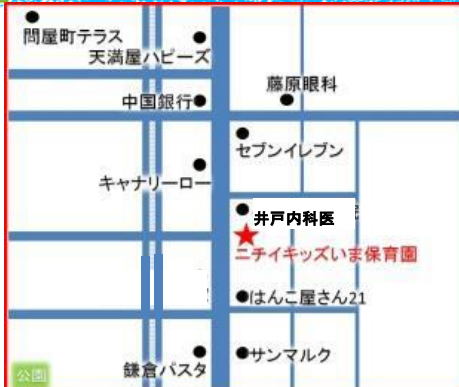 問屋町テラス
天満屋ハピーズ
中国銀行
藤原眼科
セブンイレブン
キャナリーロー
井戸内科医
ニチイキッズいま保育園
はんこ屋さん21
鎌倉パスタ
サンマルク
公園